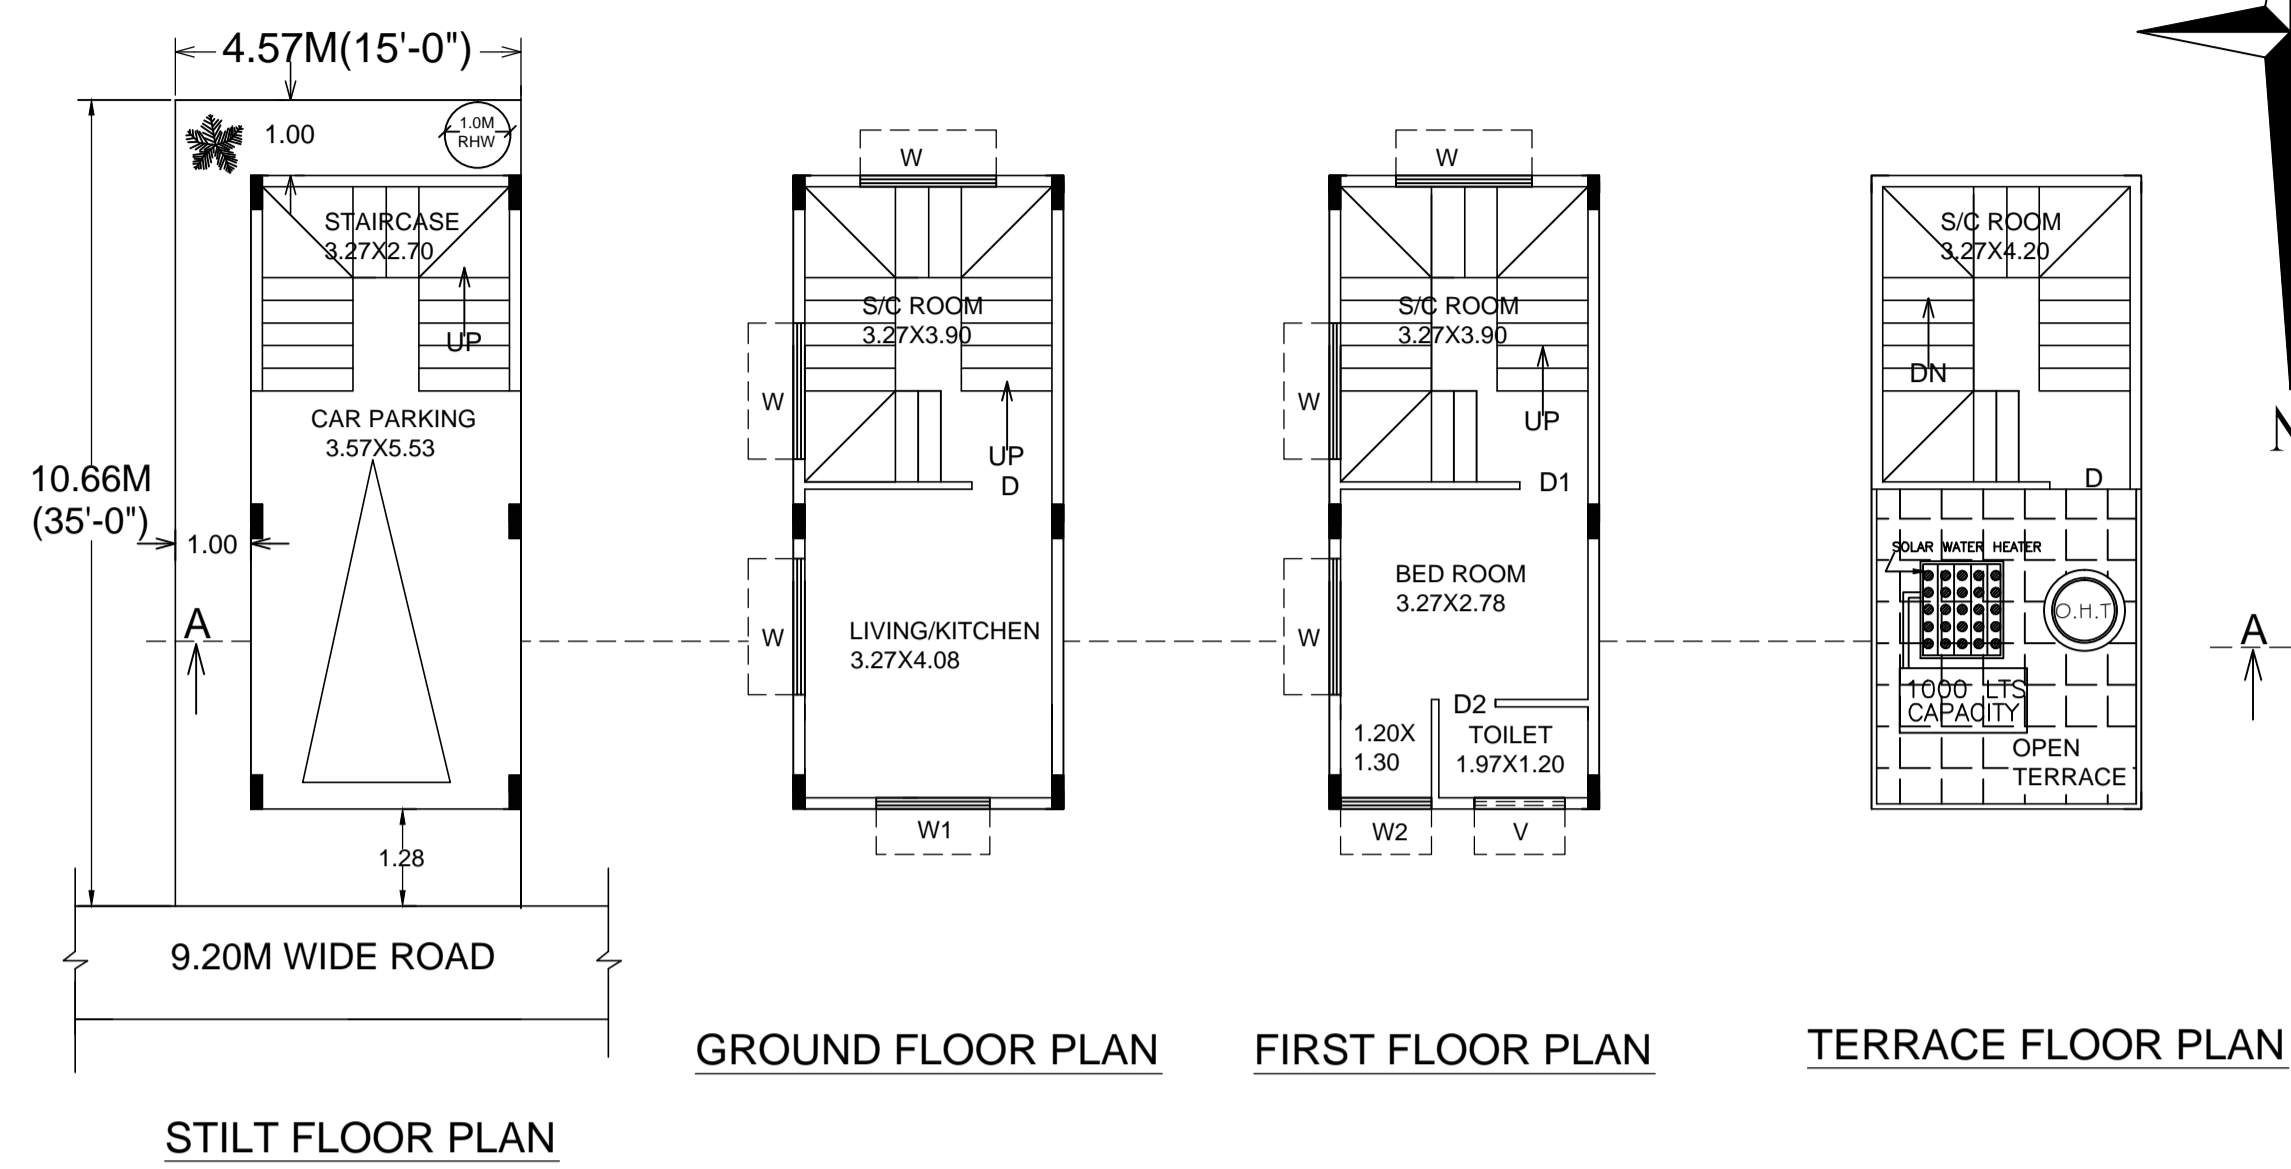 4.57M(15'-0")
1.00
1.0M
RHW
STAIRCASE
3.27X2.70
UP
CAR PARKING
3.57X5.53
10.66M
(35'-0")
1.00
A
1.28
9.20M WIDE ROAD
STILT FLOOR PLAN
W
S/C ROOM
3.27X3.90
W
UP
D
W
LIVING/KITCHEN
3.27X4.08
W1
GROUND FLOOR PLAN
W
S/C ROOM
3.27X3.90
W
UP
D1
BED ROOM
3.27X2.78
W
D2
1.20X
1.30
TOILET
1.97X1.20
W2
V
FIRST FLOOR PLAN
S/C ROOM
3.27X4.20
DN
D
SOLAR WATER HEATER
O.H.T
1000 LTS
CAPACITY
OPEN
TERRACE
A
TERRACE FLOOR PLAN